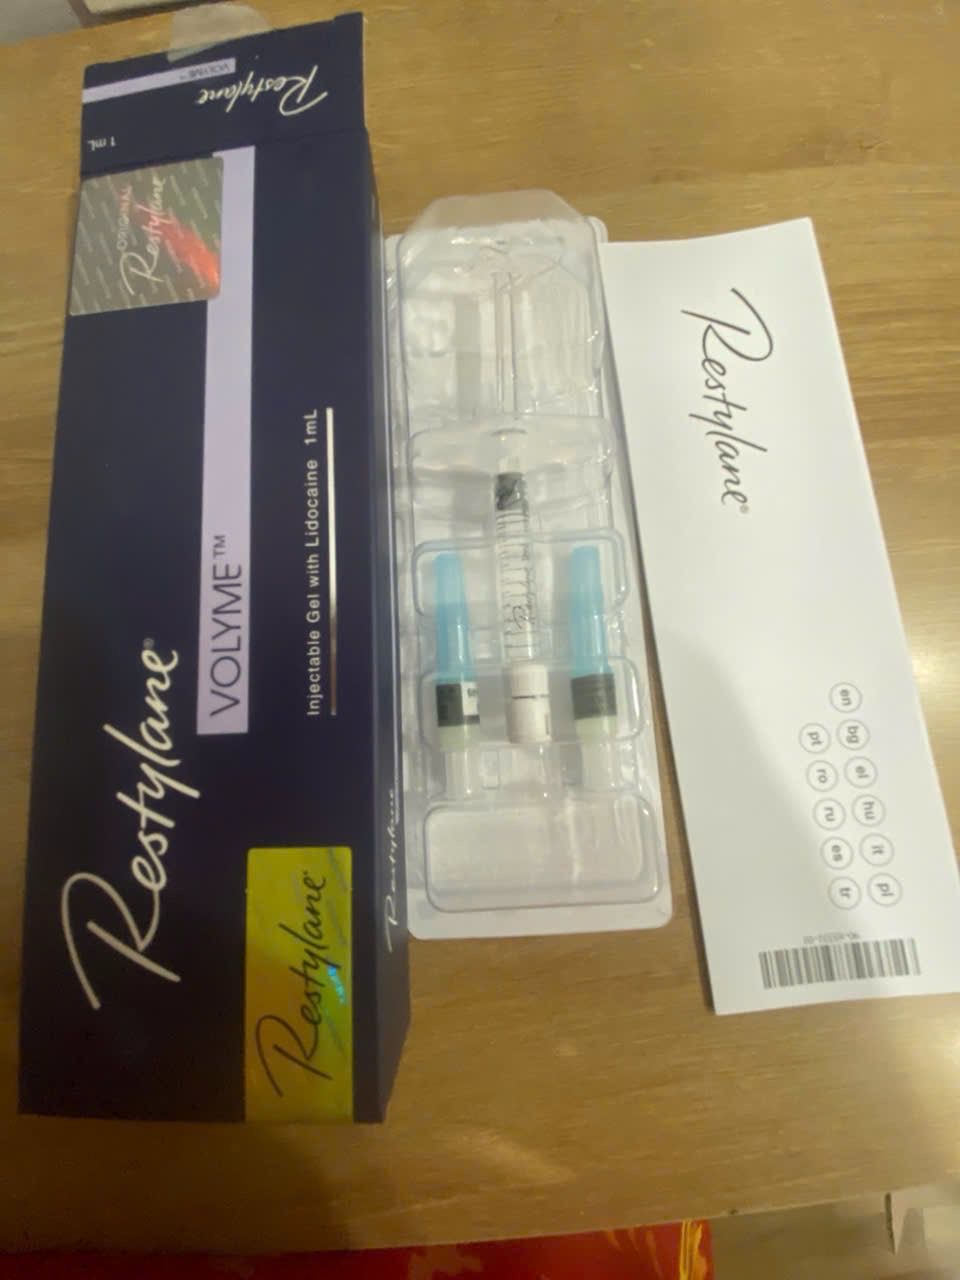 Restylane
VOLYME™
1 mL
ORIGINAL
Restylane
Restylane®
VOLYME™
Injectable Gel with Lidocaine 1mL
Restylane
Restylane
Restylane®
en
bg
el
hu
it
pl
pt
ro
ru
es
tr